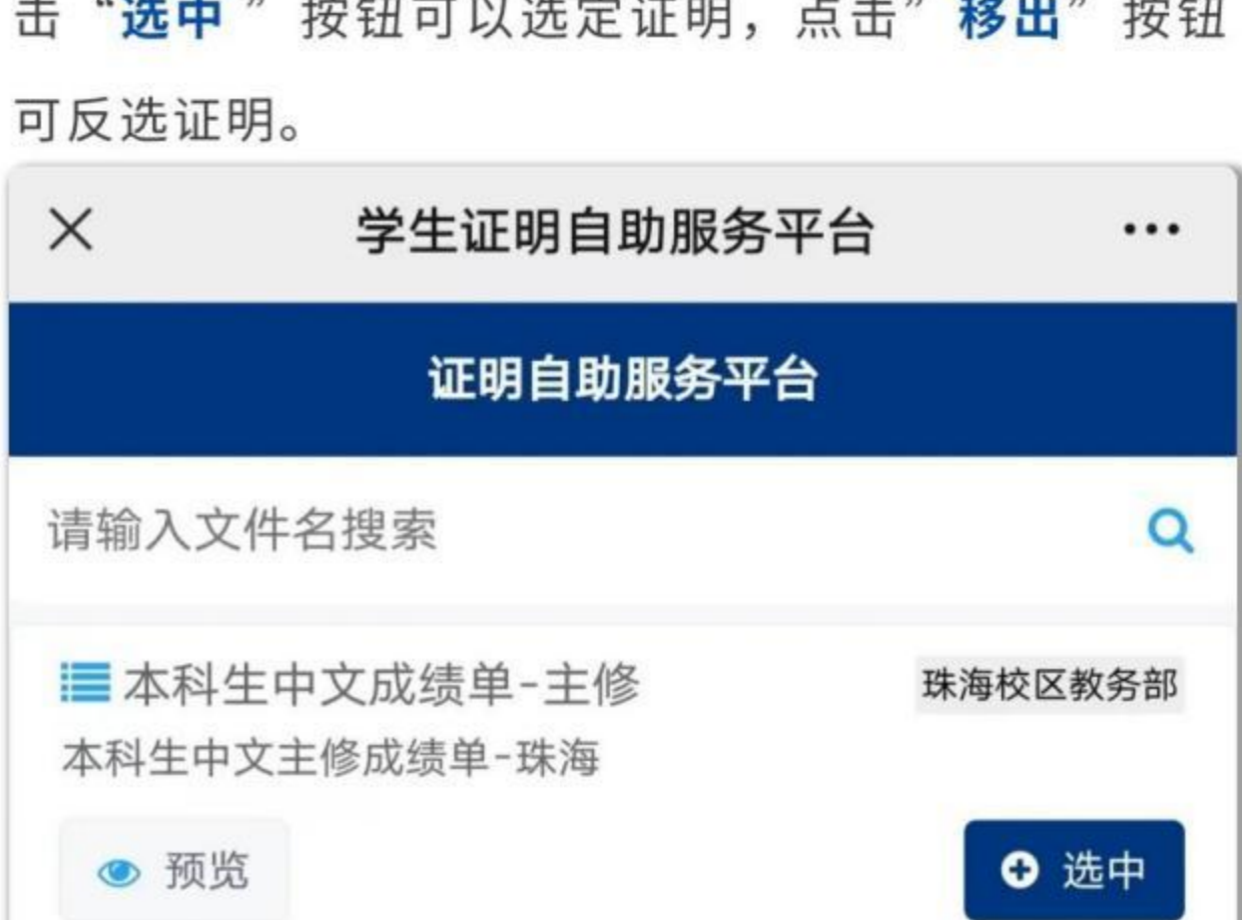 击“选中 ”按钮可以选定证明，点击”移出”按钮
可反选证明。
学生证明自助服务平台
证明自助服务平台
请输入文件名搜索
本科生中文成绩单-主修 珠海校区教务部
本科生中文主修成绩单-珠海
预览 选中